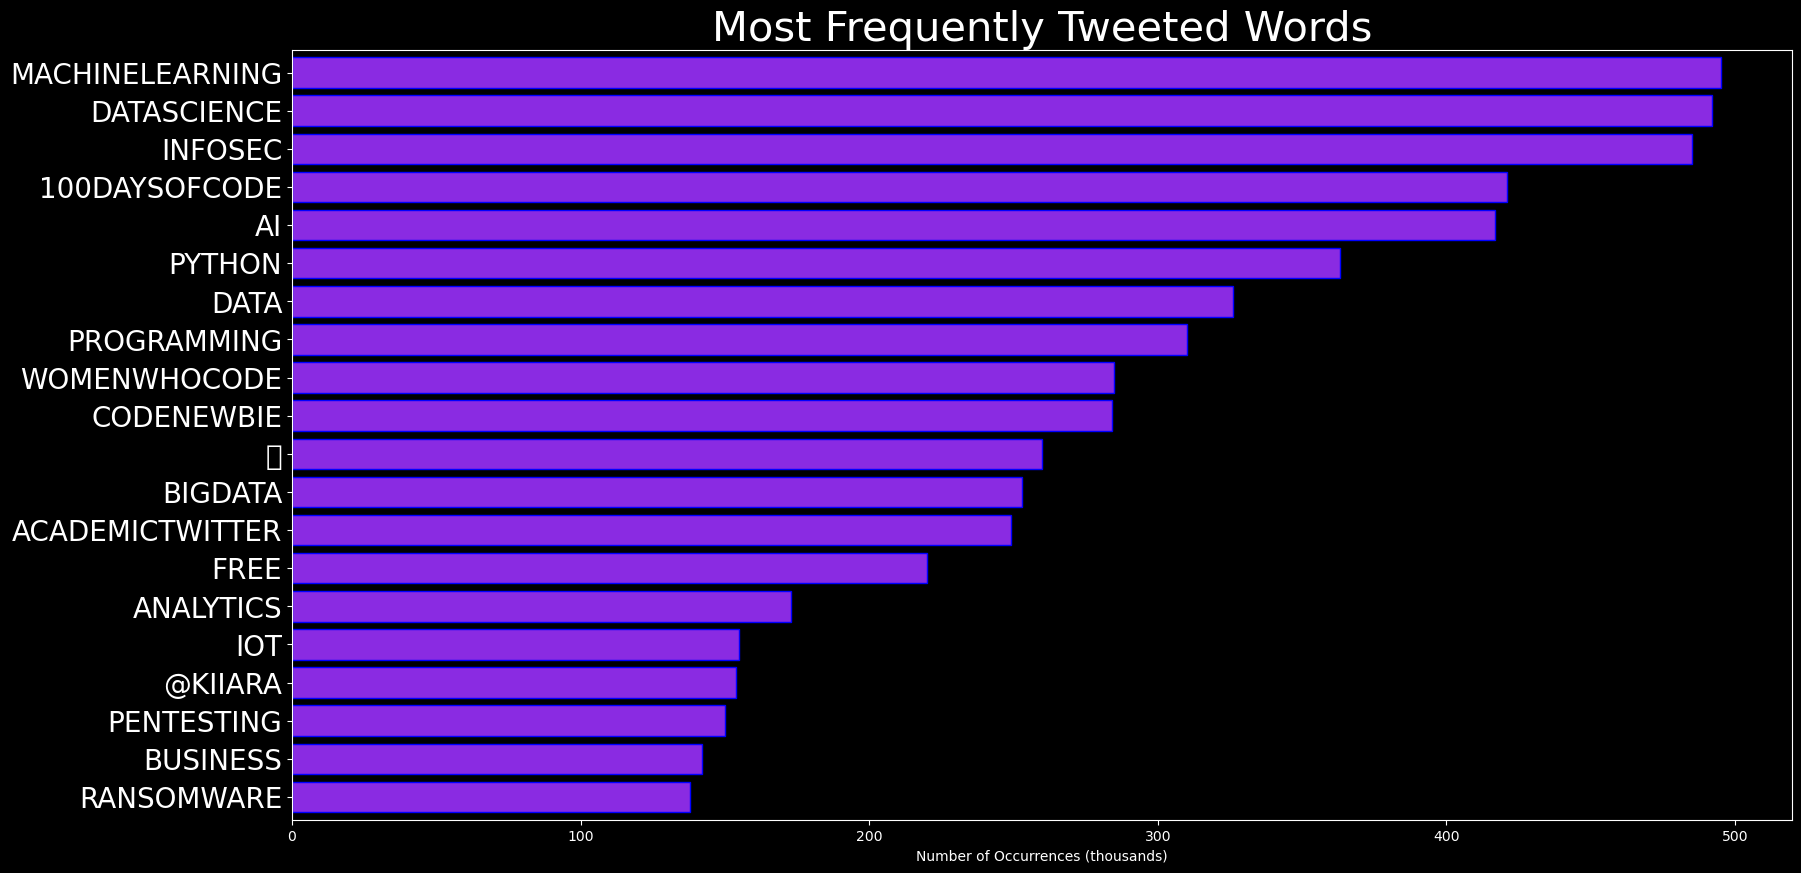 Most Frequently Tweeted Words
MACHINELEARNING
DATASCIENCE
INFOSEC
100DAYSOFCODE
AI
PYTHON
DATA
PROGRAMMING
WOMENWHOCODE
CODENEWBIE
BIGDATA
ACADEMICTWITTER
FREE
ANALYTICS
IOT
@KIIARA
PENTESTING
BUSINESS
RANSOMWARE
0 100 200 300 400 500
Number of Occurrences (thousands)